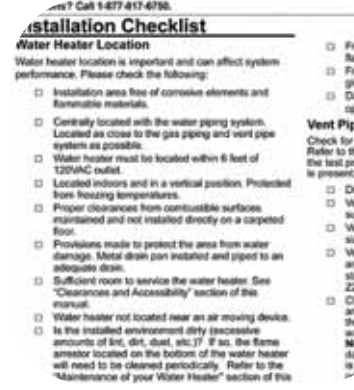 ns? Call 1-877-817-6750.
nstallation Checklist
Water Heater Location
Water heater location is important and can affect system
performance. Please check the following:
Installation area free of corrosive elements and
flammable materials.
Centrally located with the water piping system.
Located as close to the gas piping and vent pipe
system as possible.
Water heater must be located within 6 feet of
120VAC outlet.
Located indoors and in a vertical position. Protected
from freezing temperatures.
Proper clearances from combustible surfaces
maintained and not installed directly on a carpeted
floor.
Provisions made to protect the area from water
damage. Metal drain pan installed and piped to an
adequate drain.
Sufficient room to service the water heater. See
"Clearances and Accessibility" section of this
manual.
Water heater not located near an air moving device.
Is the installed environment dirty (excessive
amounts of lint, dirt, dust, etc.)? If so, the flame
arrestor located on the bottom of the water heater
will need to be cleaned periodically. Refer to the
"Maintenance of your Water Heater" section of this
Vent Pip
Check for
Refer to th
the test pr
is present